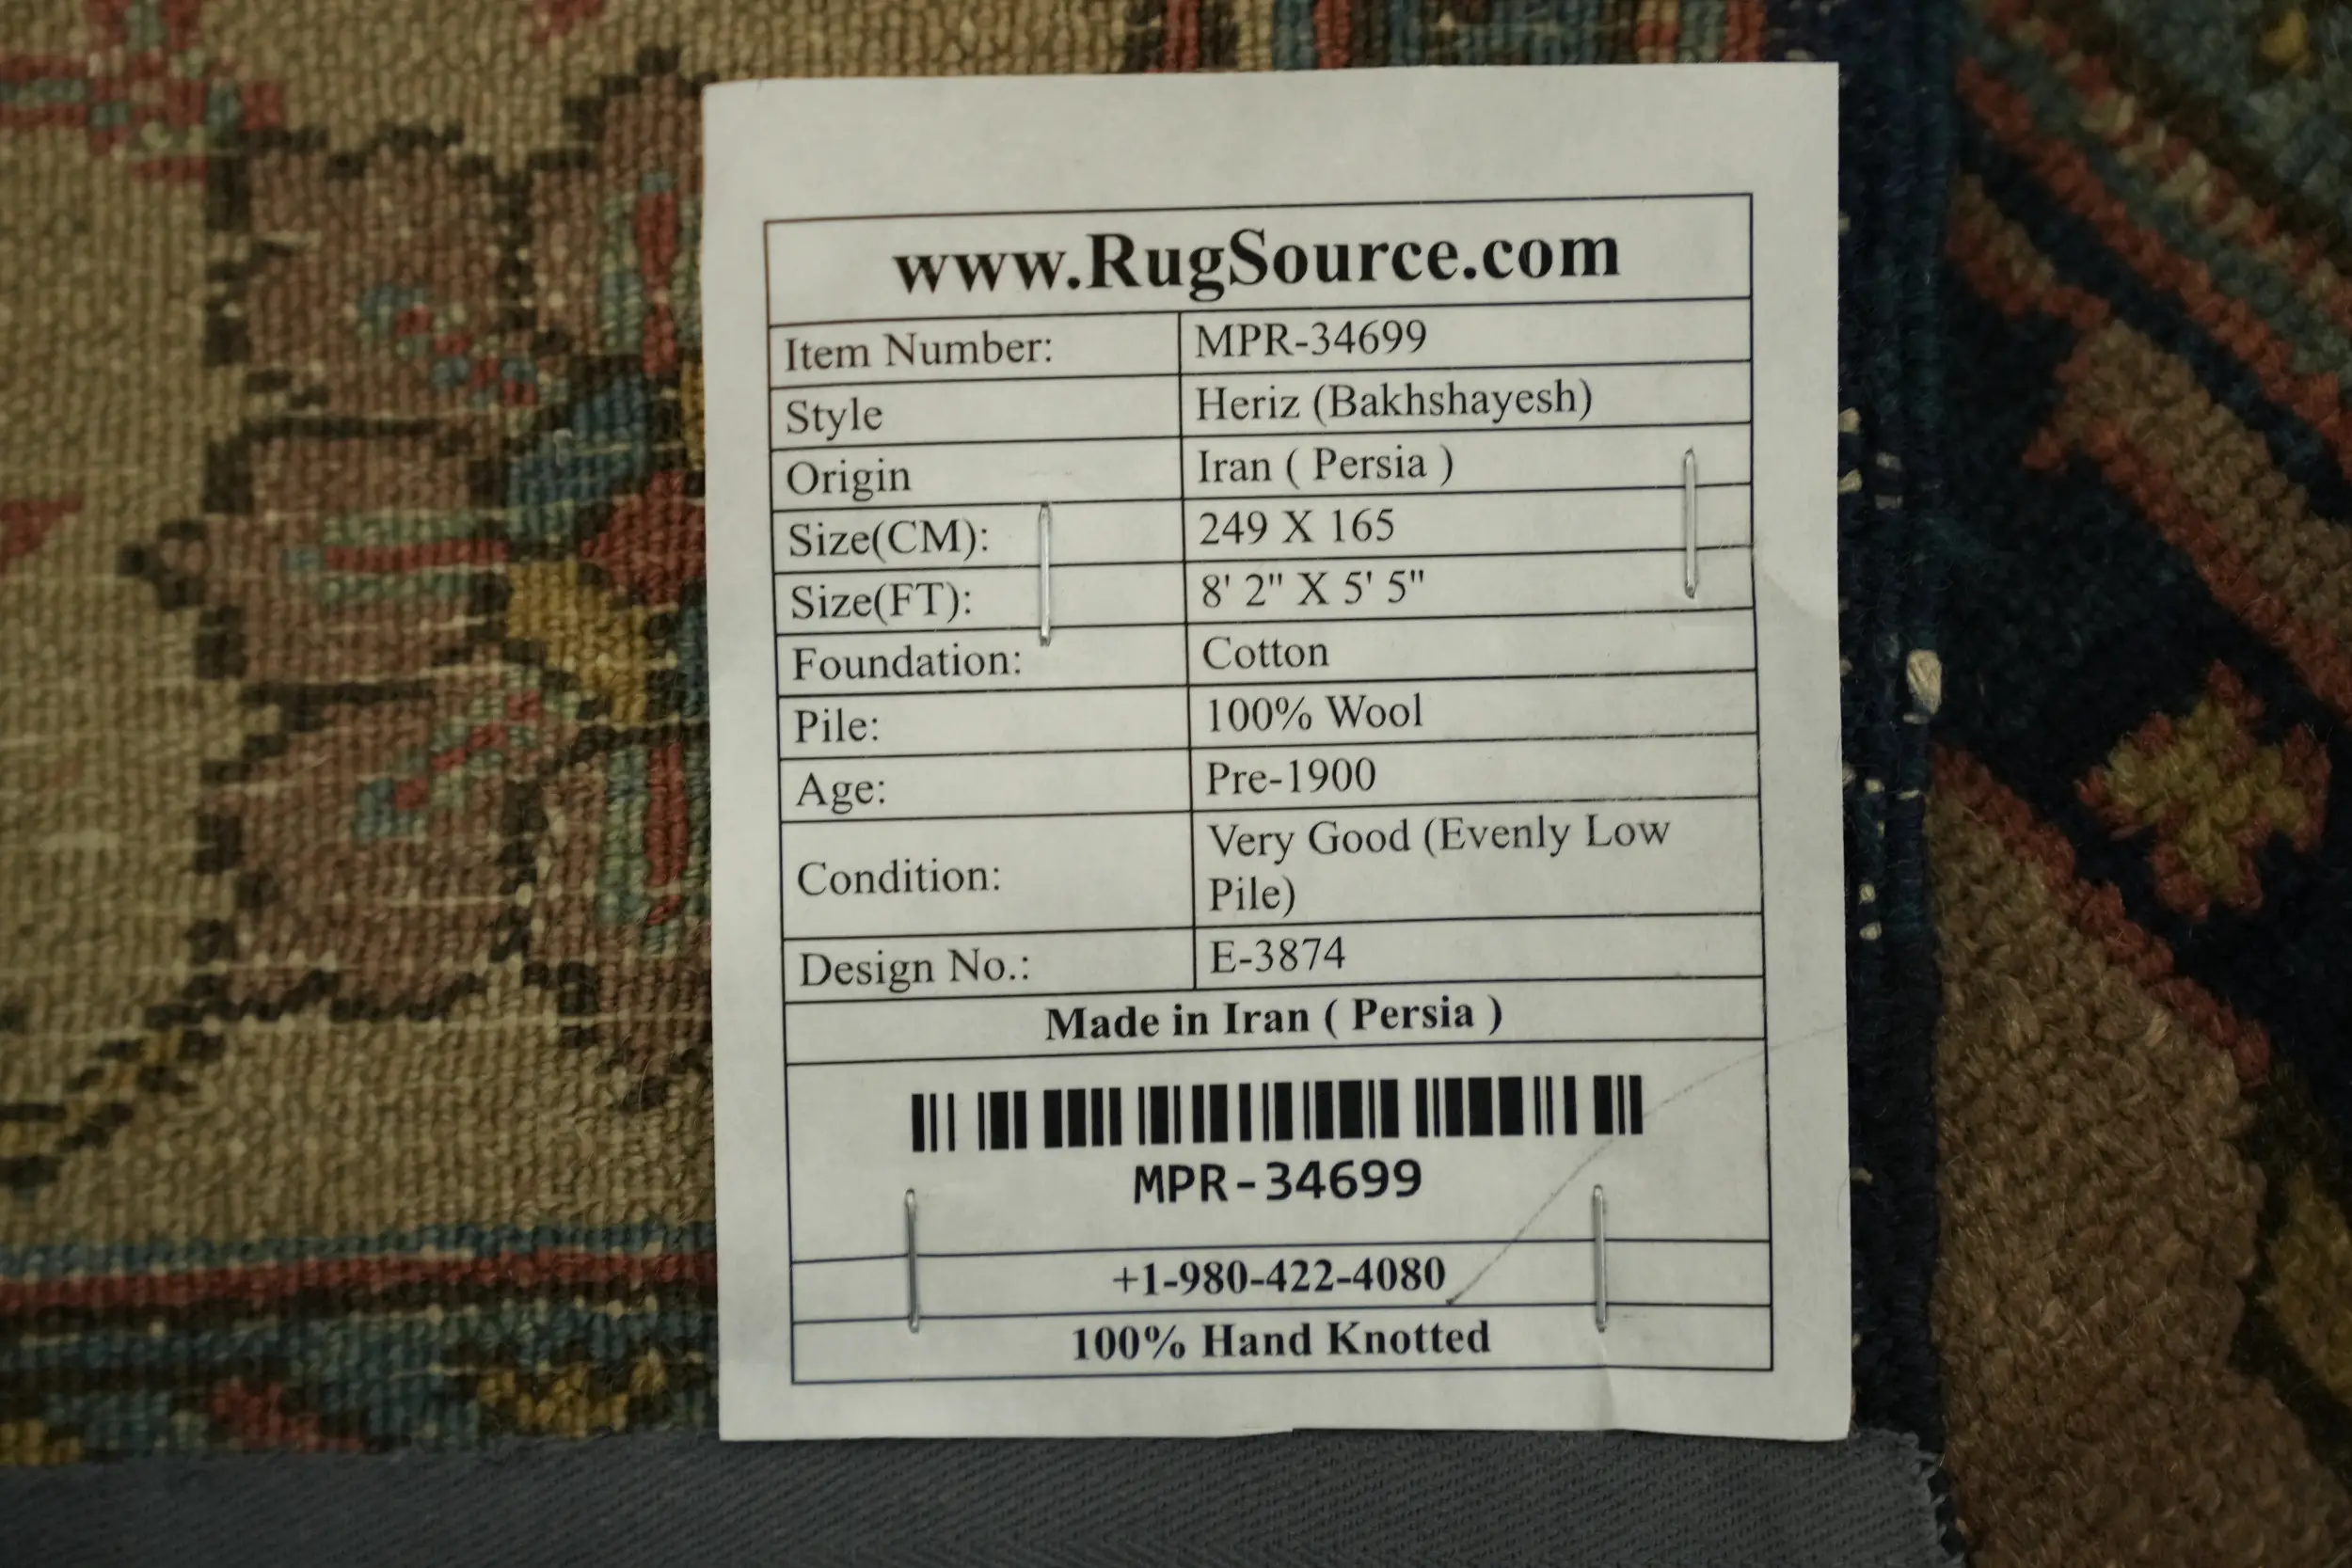 www.RugSource.com
Item Number: MPR-34699
Style Heriz (Bakhshayesh)
Origin Iran ( Persia )
Size(CM): 249 X 165
Size(FT): 8' 2" X 5' 5"
Foundation: Cotton
Pile: 100% Wool
Age: Pre-1900
Condition: Very Good (Evenly Low
Pile)
Design No.: E-3874
Made in Iran ( Persia )
MPR-34699
+1-980-422-4080
100% Hand Knotted